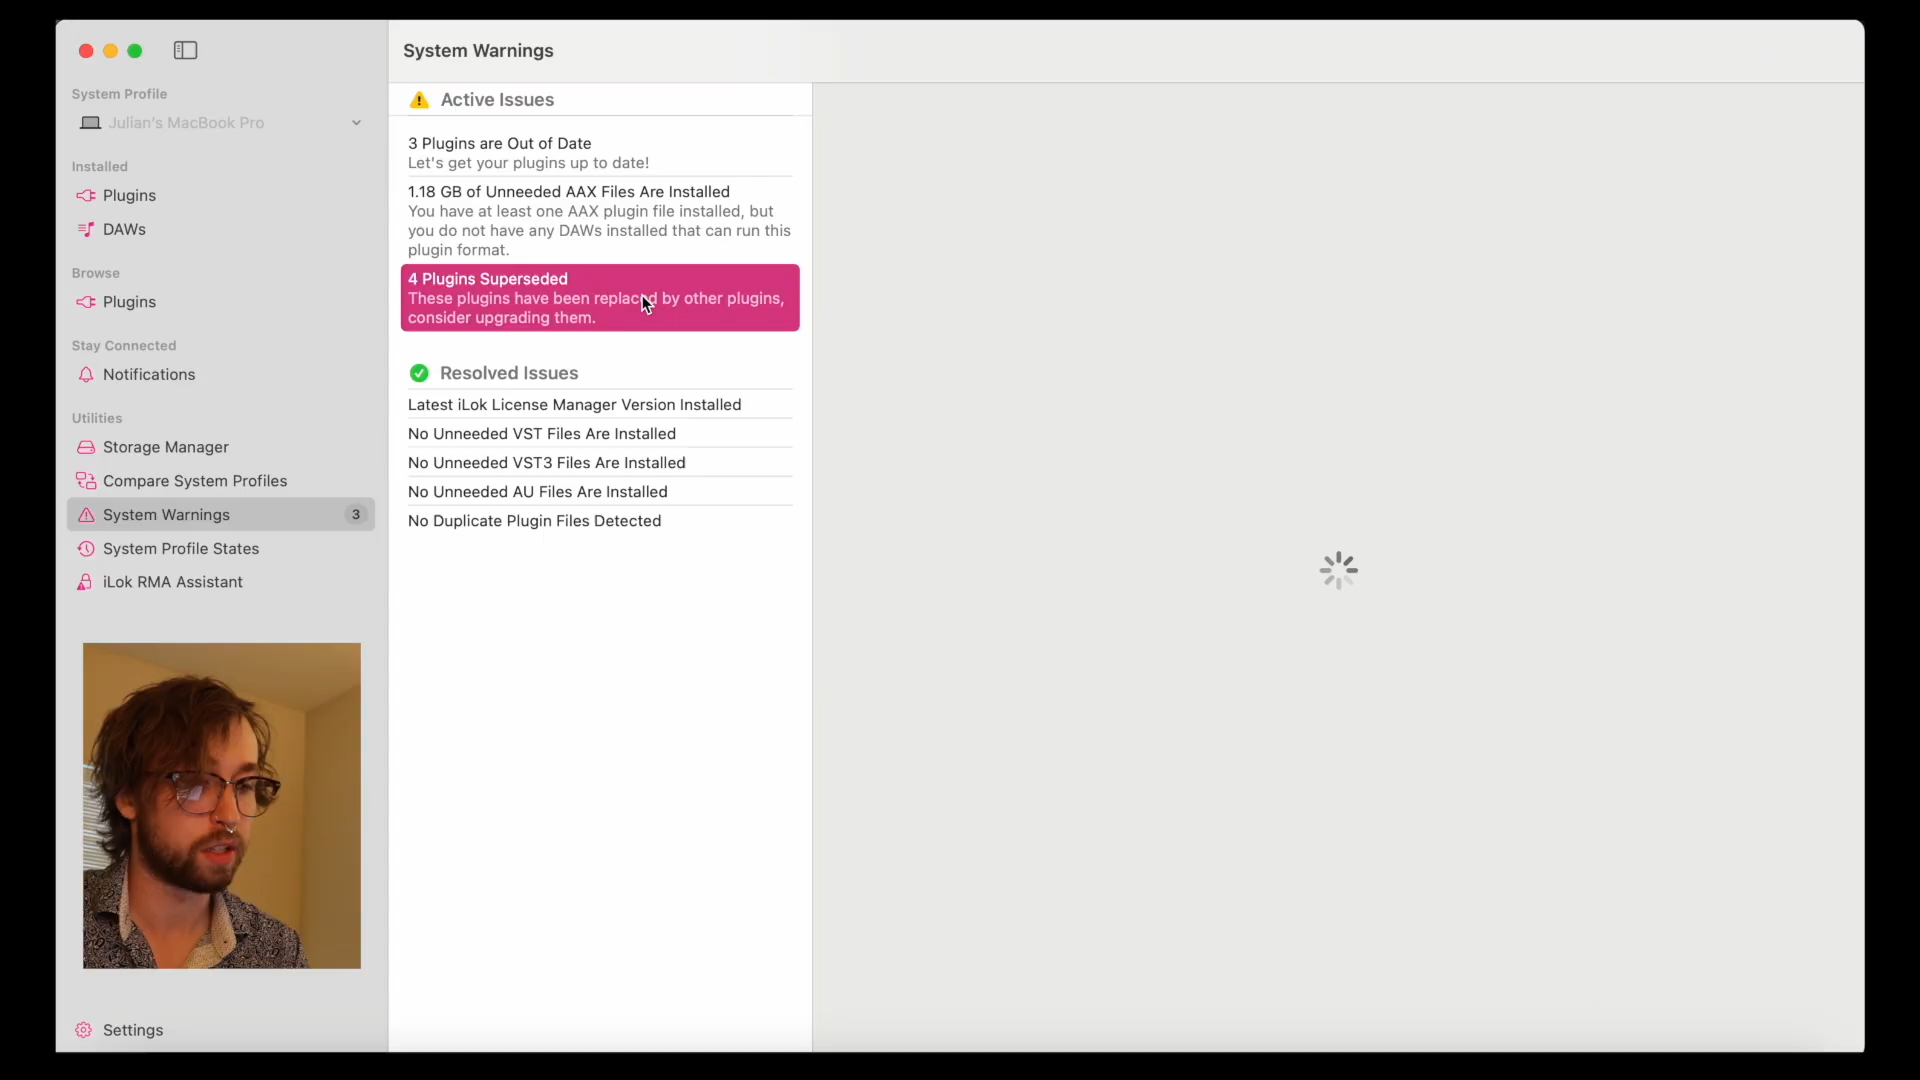 System Warnings
System Profile
Julian's MacBook Pro
Installed
Plugins
DAWs
Browse
Plugins
Stay Connected
Notifications
Utilities
Storage Manager
Compare System Profiles
System Warnings 3
System Profile States
iLok RMA Assistant
Settings
Active Issues
3 Plugins are Out of Date
Let's get your plugins up to date!
1.18 GB of Unneeded AAX Files Are Installed
You have at least one AAX plugin file installed, but
you do not have any DAWs installed that can run this
plugin format.
4 Plugins Superseded
These plugins have been replaced by other plugins,
consider upgrading them.
Resolved Issues
Latest iLok License Manager Version Installed
No Unneeded VST Files Are Installed
No Unneeded VST3 Files Are Installed
No Unneeded AU Files Are Installed
No Duplicate Plugin Files Detected